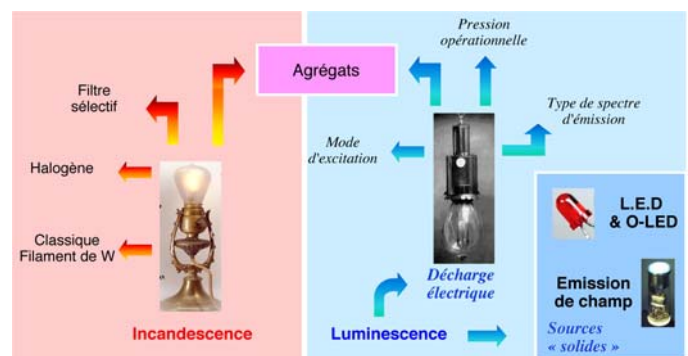 Pression
opérationnelle
Agrégats
Filtre
sélectif
Type de spectre
d'émission
Mode
d'excitation
Halogène
L.E.D
& O-LED
Classique
Filament de W
Décharge
électrique
Emission
de champ
Incandescence
Luminescence
Sources
« solides »